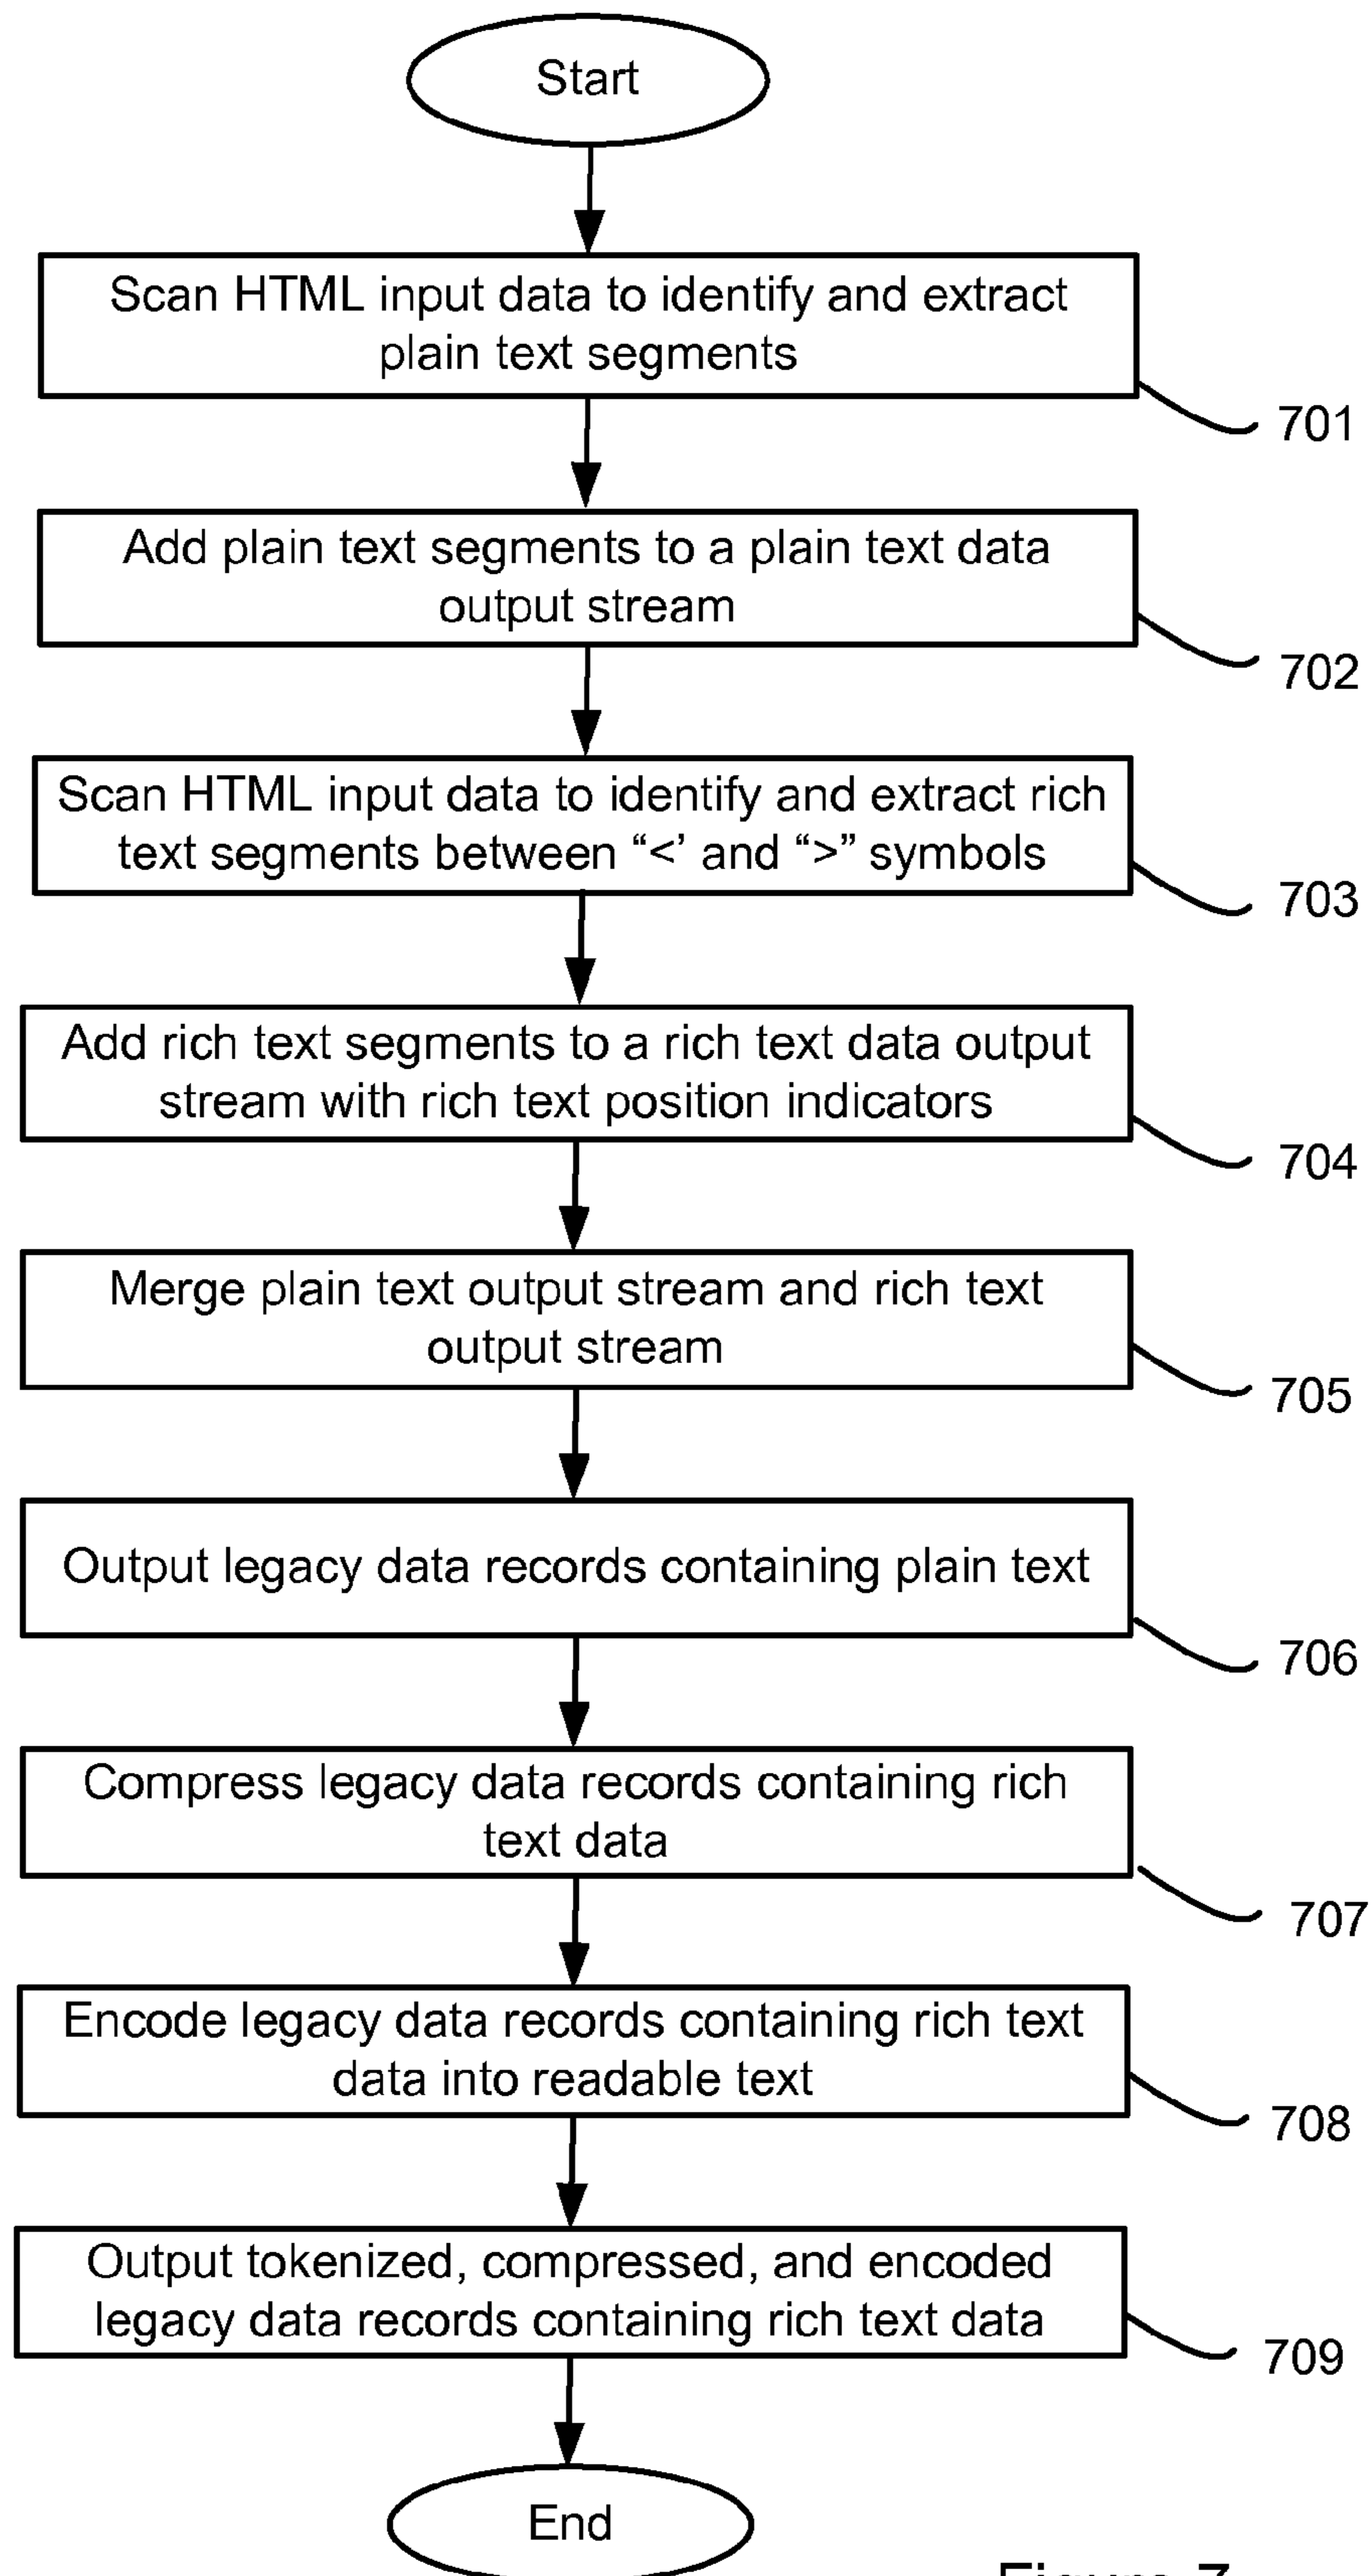 Start
Scan HTML input data to identify and extract
plain text segments
701
Add plain text segments to a plain text data
output stream
702
Scan HTML input data to identify and extract rich
text segments between “<’ and “>” symbols
703
Add rich text segments to a rich text data output
stream with rich text position indicators
704
Merge plain text output stream and rich text
output stream
705
Output legacy data records containing plain text
706
Compress legacy data records containing rich
text data
707
Encode legacy data records containing rich text
data into readable text
708
Output tokenized, compressed, and encoded
legacy data records containing rich text data
709
End
Figure 7